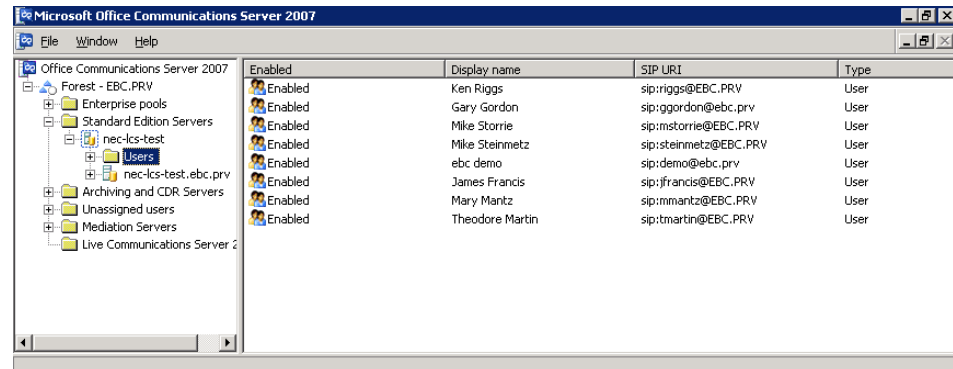 Microsoft Office Communications Server 2007
File Window Help
Office Communications Server 2007
Forest - EBC.PRV
Enterprise pools
Standard Edition Servers
nec-lcs-test
Users
nec-lcs-test.ebc.prv
Archiving and CDR Servers
Unassigned users
Mediation Servers
Live Communications Server 2
Enabled Display name SIP URI Type
Enabled Ken Riggs sip:riggs@EBC.PRV User
Enabled Gary Gordon sip:ggordon@ebc.prv User
Enabled Mike Storrie sip:mstorrie@EBC.PRV User
Enabled Mike Steinmetz sip:steinmetz@EBC.PRV User
Enabled ebc demo sip:demo@ebc.prv User
Enabled James Francis sip:jfrancis@EBC.PRV User
Enabled Mary Mantz sip:mmantz@EBC.PRV User
Enabled Theodore Martin sip:tmartin@EBC.PRV User